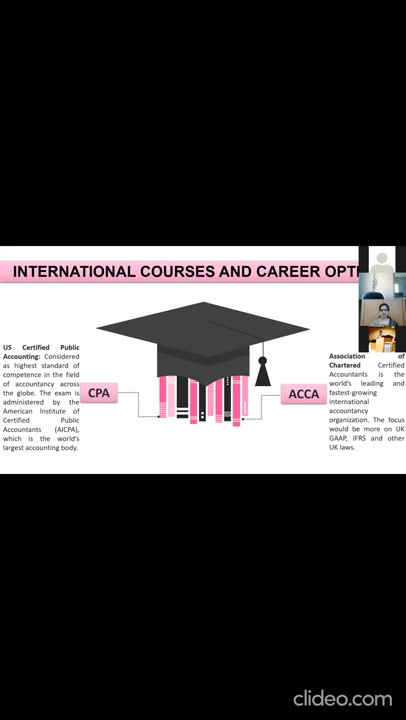 INTERNATIONAL COURSES AND CAREER OPTI
US Certified Public
Accounting: Considered
as highest standard of
competence in the field
of accountancy across
the globe. The exam is
administered by the
American Institute of
Certified Public
Accountants (AICPA),
which is the world's
largest accounting body.
CPA
ACCA
Association of
Chartered Certified
Accountants is the
world's leading and
fastest-growing
international
accountancy
organization. The focus
would be more on UK
GAAP, IFRS and other
UK laws.
clideo.com